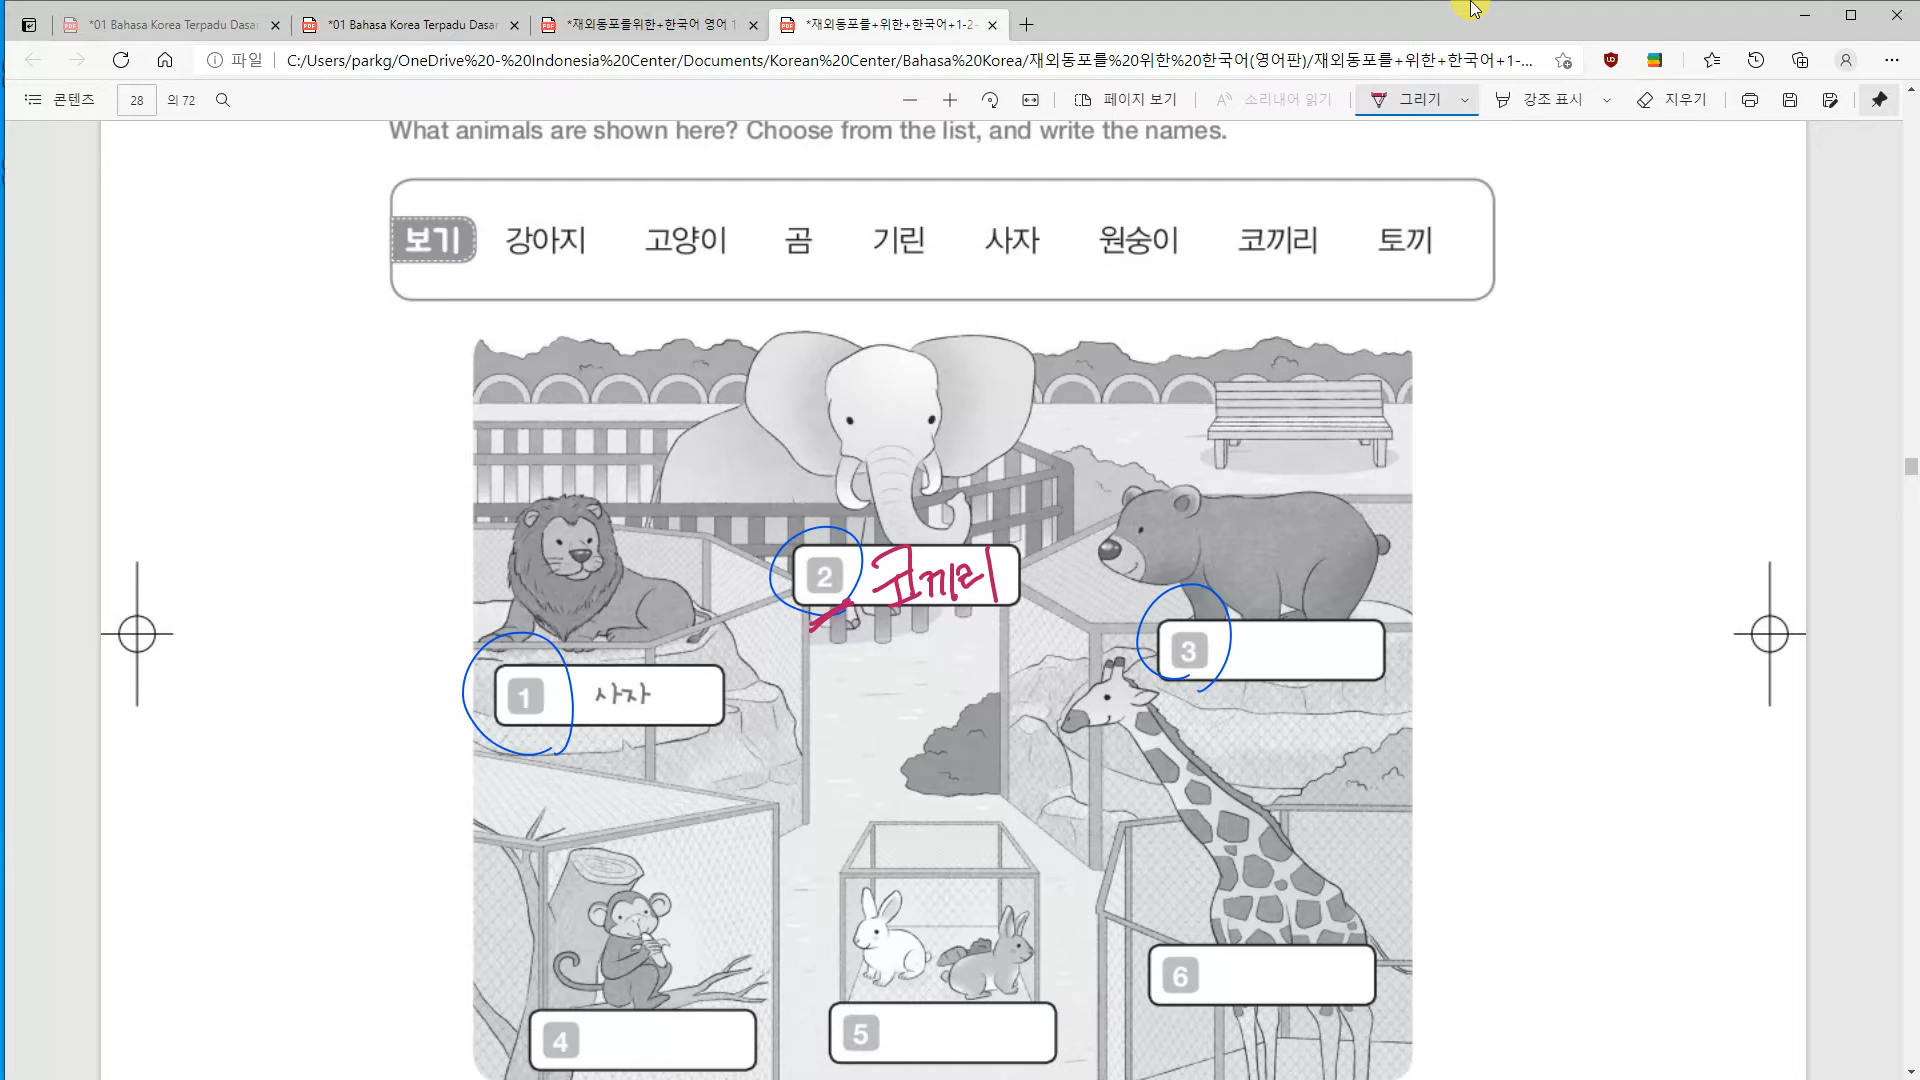 *01 Bahasa Korea Terpadu Dasar
*01 Bahasa Korea Terpadu Dasar
*재외동포를위한+한국어 영어 1
*재외동포를+위한+한국어+1-2-
파일 C:/Users/parkg/OneDrive%20-%20Indonesia%20Center/Documents/Korean%20Center/Bahasa%20Korea/재외동포를%20위한%20한국어(영어판)/재외동포를+위한+한국어+1-...
콘텐츠 28 의 72 페이지 보기 소리내어 읽기 그리기 강조 표시 지우기
What animals are shown here? Choose from the list, and write the names.
보기 강아지 고양이 곰 기린 사자 원숭이 코끼리 토끼
2 코끼리
3
1 사자
6
4
5